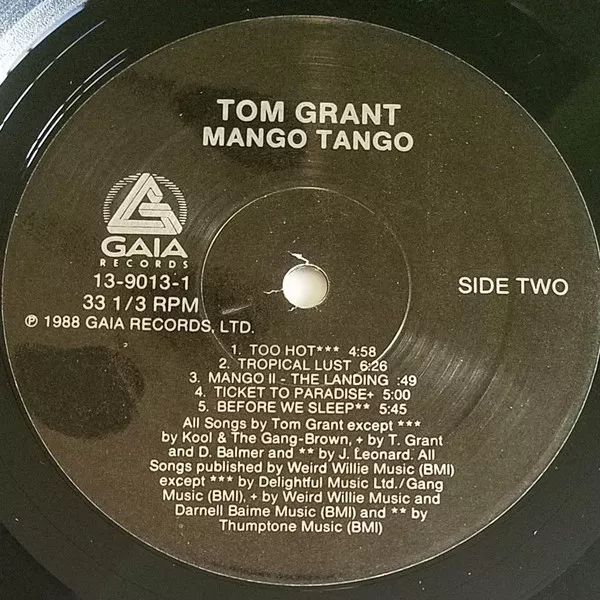 TOM GRANT
MANGO TANGO
GAIA
RECORDS
13-9013-1
33 1/3 RPM
SIDE TWO
℗ 1988 GAIA RECORDS, LTD.
1. TOO HOT*** 4:58
2. TROPICAL LUST 6:26
3. MANGO II - THE LANDING :49
4. TICKET TO PARADISE+ 5:00
5. BEFORE WE SLEEP** 5:45
All Songs by Tom Grant except ***
by Kool & The Gang-Brown, + by T. Grant
and D. Balmer and ** by J. Leonard. All
Songs published by Weird Willie Music (BMI)
except *** by Delightful Music Ltd./Gang
Music (BMI), + by Weird Willie Music and
Darnell Baime Music (BMI) and ** by
Thumptone Music (BMI)